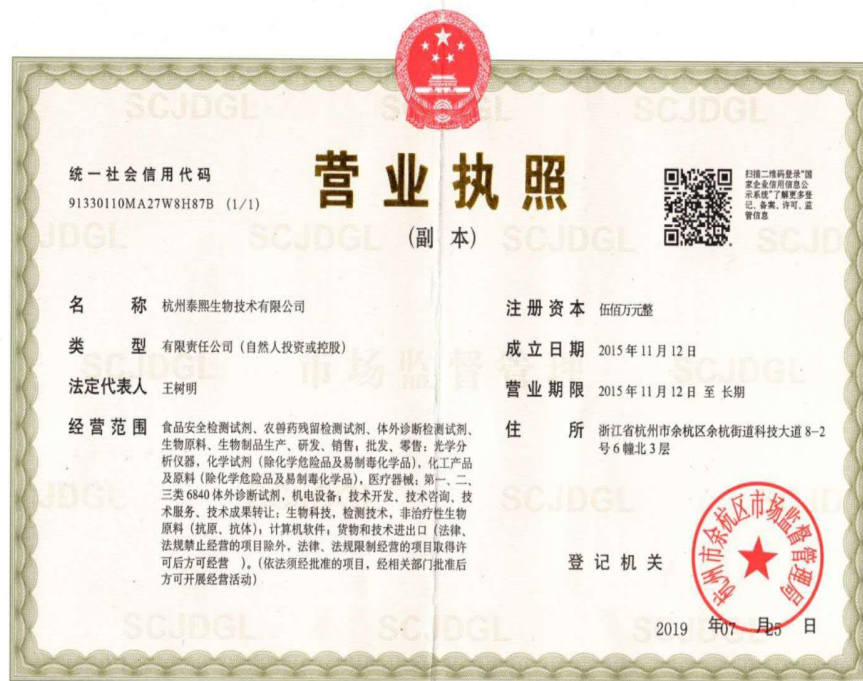 统一社会信用代码
91330110MA27W8H87B (1/1)
营业执照
(副 本)
扫描二维码登录"国
家企业信用信息公
示系统"了解更多登
记、备案、许可、监
管信息
名 称 杭州泰熙生物技术有限公司
类 型 有限责任公司（自然人投资或控股）
法定代表人 王树明
经营范围 食品安全检测试剂、农兽药残留检测试剂、体外诊断检测试剂、
生物原料、生物制品生产、研发、销售；批发、零售：光学分
析仪器，化学试剂（除化学危险品及易制毒化学品），化工产品
及原料（除化学危险品及易制毒化学品），医疗器械：第一、二、
三类6840体外诊断试剂，机电设备；技术开发、技术咨询、技
术服务、技术成果转让：生物科技，检测技术，非治疗性生物
原料（抗原、抗体）；计算机软件；货物和技术进出口（法律、
法规禁止经营的项目除外，法律、法规限制经营的项目取得许
可后方可经营 ）。（依法须经批准的项目，经相关部门批准后
方可开展经营活动）
注册资本 伍佰万元整
成立日期 2015年11月12日
营业期限 2015年11月12日 至 长期
住 所 浙江省杭州市余杭区余杭街道科技大道8-2
号6幢北3层
登记机关
杭州市余杭区市场监督管理局
2019 年07 月25 日
SCJDGL
市场监督管理